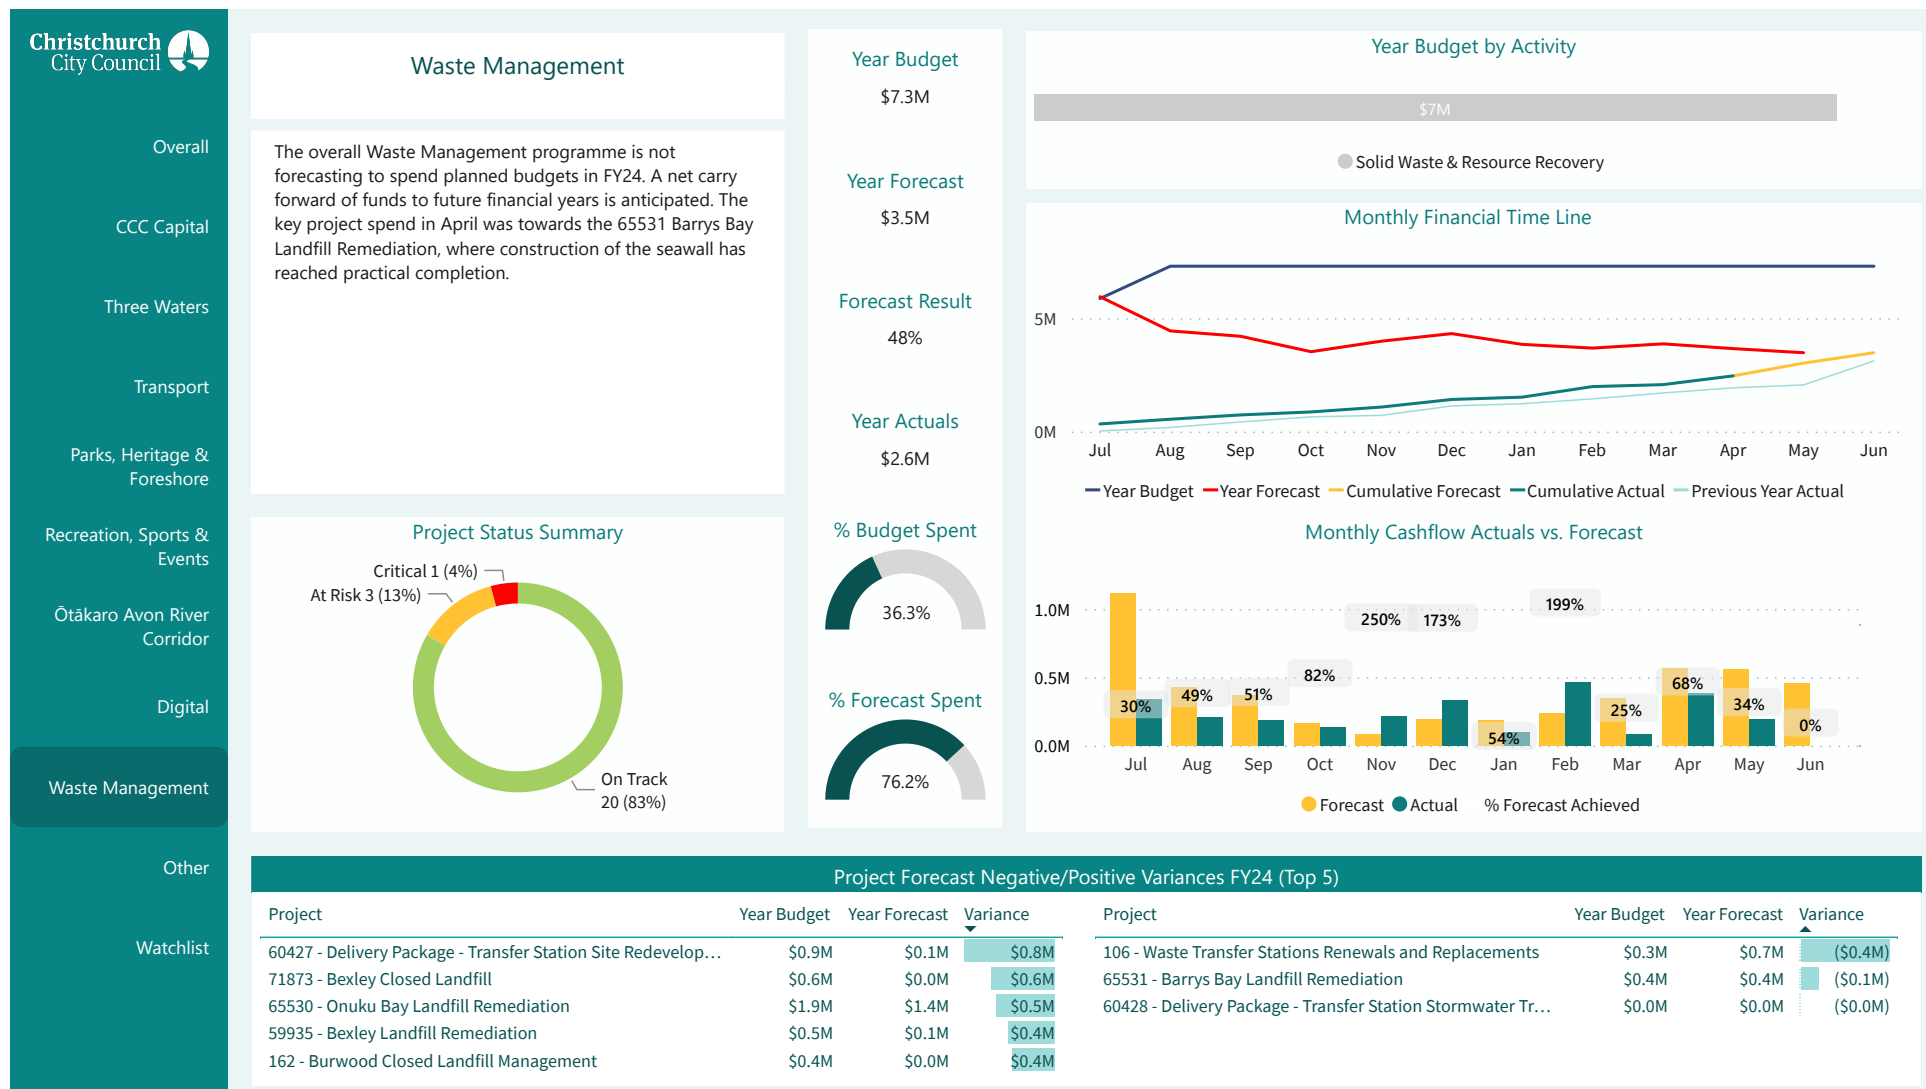 Christchurch
City Council
Overall
CCC Capital
Three Waters
Transport
Parks, Heritage &
Foreshore
Recreation, Sports &
Events
Ōtākaro Avon River
Corridor
Digital
Waste Management
Other
Watchlist
Waste Management
The overall Waste Management programme is not
forecasting to spend planned budgets in FY24. A net carry
forward of funds to future financial years is anticipated. The
key project spend in April was towards the 65531 Barrys Bay
Landfill Remediation, where construction of the seawall has
reached practical completion.
Project Status Summary
Critical 1 (4%)
At Risk 3 (13%)
On Track
20 (83%)
Year Budget
$7.3M
Year Forecast
$3.5M
Forecast Result
48%
Year Actuals
$2.6M
% Budget Spent
36.3%
% Forecast Spent
76.2%
Year Budget by Activity
$7M
Solid Waste & Resource Recovery
Monthly Financial Time Line
5M
0M
Jul Aug Sep Oct Nov Dec Jan Feb Mar Apr May Jun
Year Budget Year Forecast Cumulative Forecast Cumulative Actual Previous Year Actual
Monthly Cashflow Actuals vs. Forecast
1.0M
0.5M
0.0M
30% 49% 51% 82% 250% 173% 54% 199% 25% 68% 34% 0%
Jul Aug Sep Oct Nov Dec Jan Feb Mar Apr May Jun
Forecast Actual % Forecast Achieved
Project Forecast Negative/Positive Variances FY24 (Top 5)
Project Year Budget Year Forecast Variance
60427 - Delivery Package - Transfer Station Site Redevelop... $0.9M $0.1M $0.8M
71873 - Bexley Closed Landfill $0.6M $0.0M $0.6M
65530 - Onuku Bay Landfill Remediation $1.9M $1.4M $0.5M
59935 - Bexley Landfill Remediation $0.5M $0.1M $0.4M
162 - Burwood Closed Landfill Management $0.4M $0.0M $0.4M
Project Year Budget Year Forecast Variance
106 - Waste Transfer Stations Renewals and Replacements $0.3M $0.7M ($0.4M)
65531 - Barrys Bay Landfill Remediation $0.4M $0.4M ($0.1M)
60428 - Delivery Package - Transfer Station Stormwater Tr... $0.0M $0.0M ($0.0M)